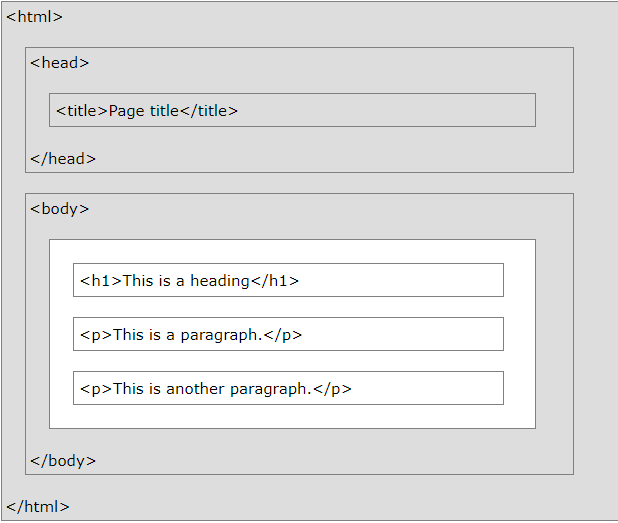 <html>
<head>
<title>Page title</title>
</head>
<body>
<h1>This is a heading</h1>
<p>This is a paragraph.</p>
<p>This is another paragraph.</p>
</body>
</html>